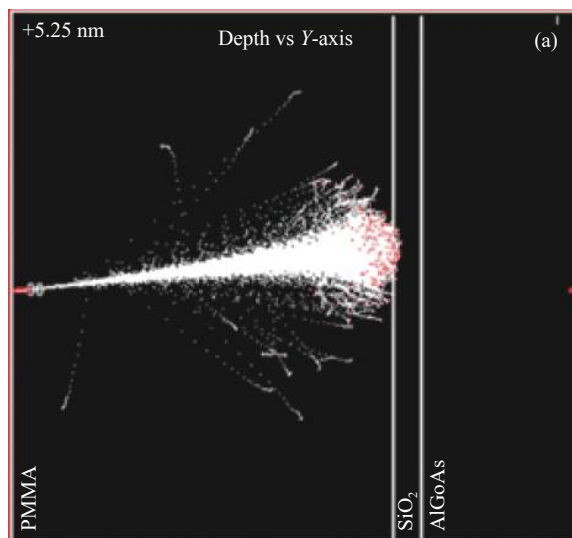 +5.25 nm
Depth vs Y-axis
(a)
PMMA
SiO₂
AlGoAs